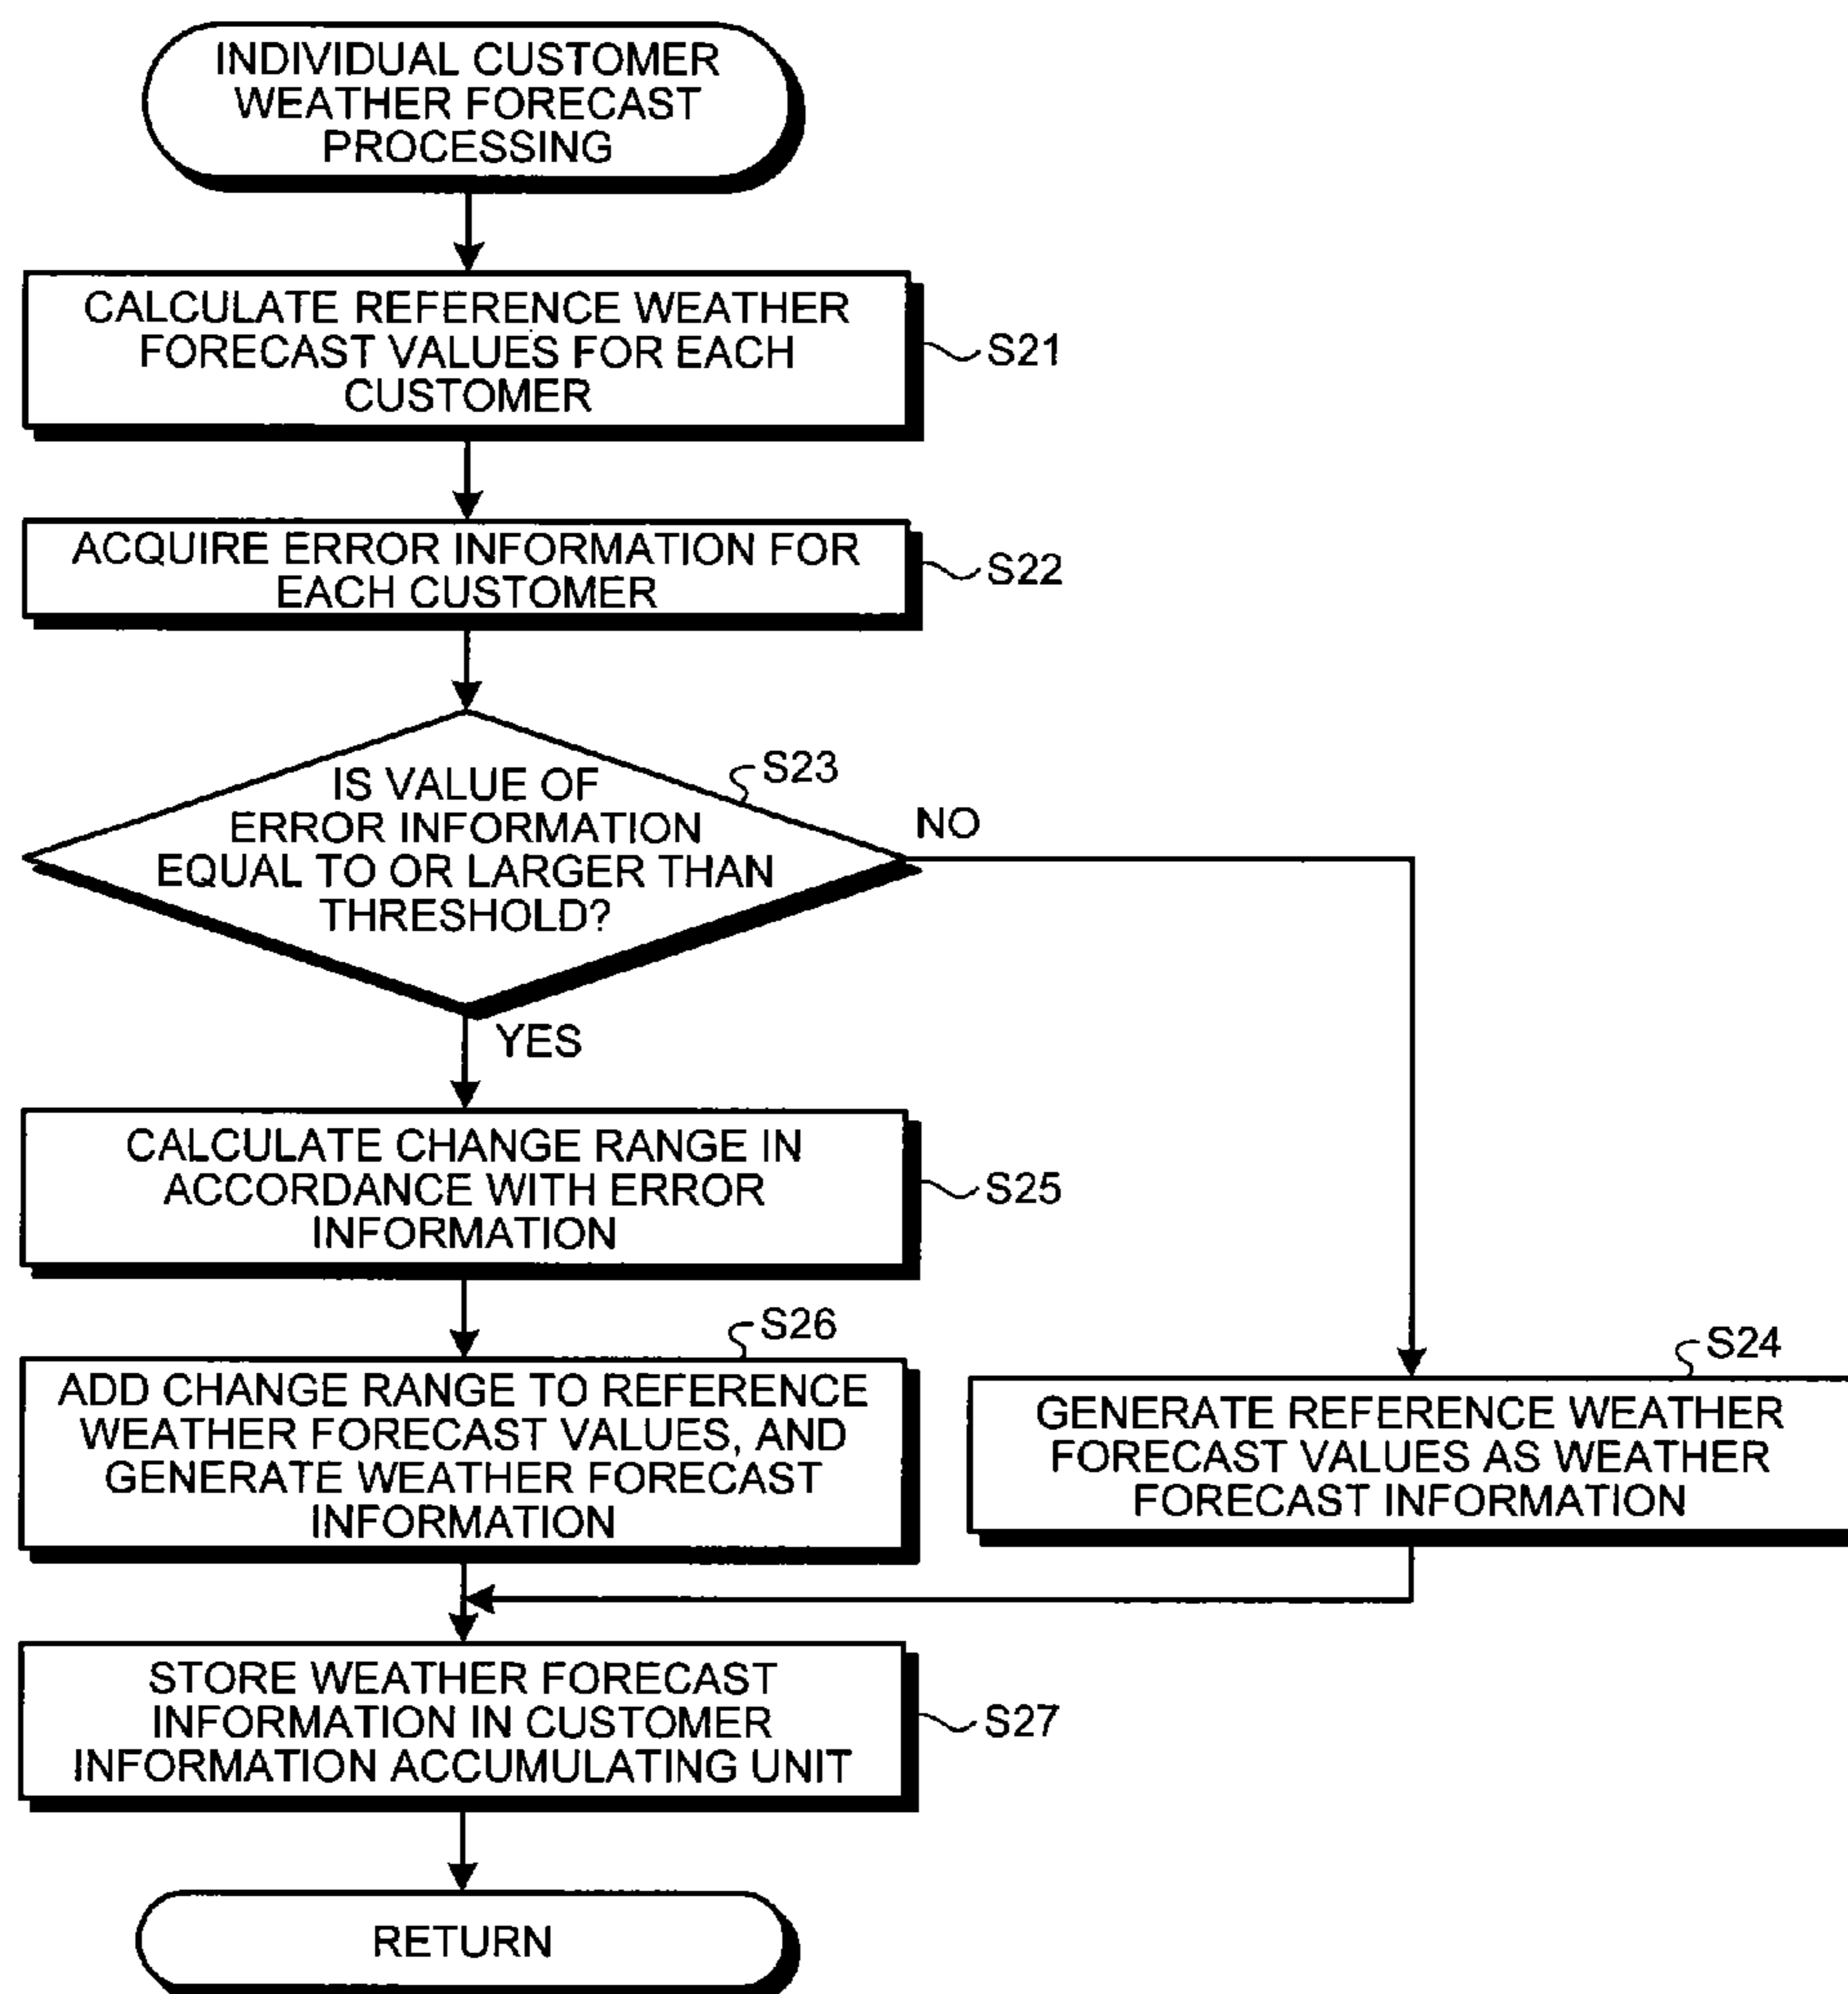 INDIVIDUAL CUSTOMER
WEATHER FORECAST
PROCESSING
CALCULATE REFERENCE WEATHER
FORECAST VALUES FOR EACH
CUSTOMER
S21
ACQUIRE ERROR INFORMATION FOR
EACH CUSTOMER
S22
S23
IS VALUE OF
ERROR INFORMATION
EQUAL TO OR LARGER THAN
THRESHOLD?
NO
YES
CALCULATE CHANGE RANGE IN
ACCORDANCE WITH ERROR
INFORMATION
S25
S26
ADD CHANGE RANGE TO REFERENCE
WEATHER FORECAST VALUES, AND
GENERATE WEATHER FORECAST
INFORMATION
S24
GENERATE REFERENCE WEATHER
FORECAST VALUES AS WEATHER
FORECAST INFORMATION
STORE WEATHER FORECAST
INFORMATION IN CUSTOMER
INFORMATION ACCUMULATING UNIT
S27
RETURN